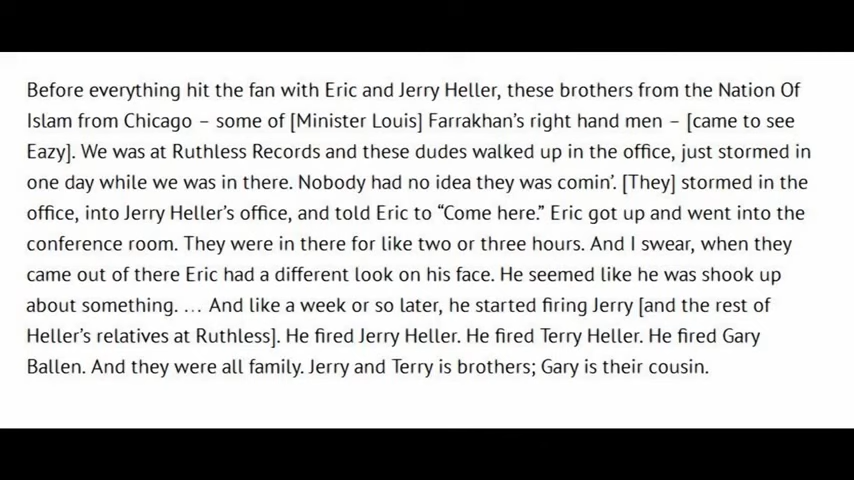 Before everything hit the fan with Eric and Jerry Heller, these brothers from the Nation Of
Islam from Chicago – some of [Minister Louis] Farrakhan's right hand men – [came to see
Eazy]. We was at Ruthless Records and these dudes walked up in the office, just stormed in
one day while we was in there. Nobody had no idea they was comin'. [They] stormed in the
office, into Jerry Heller's office, and told Eric to “Come here.” Eric got up and went into the
conference room. They were in there for like two or three hours. And I swear, when they
came out of there Eric had a different look on his face. He seemed like he was shook up
about something. … And like a week or so later, he started firing Jerry [and the rest of
Heller's relatives at Ruthless]. He fired Jerry Heller. He fired Terry Heller. He fired Gary
Ballen. And they were all family. Jerry and Terry is brothers; Gary is their cousin.